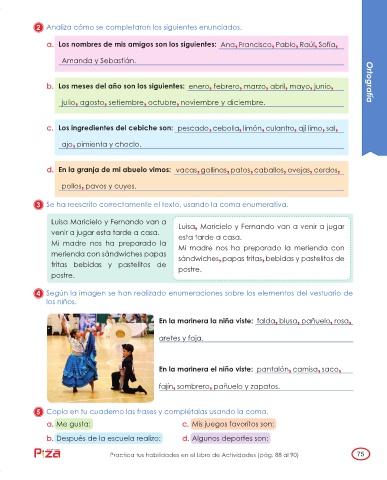 2 Analiza cómo se completaron los siguientes enunciados.
a. Los nombres de mis amigos son los siguientes: Ana, Francisco, Pablo, Raúl, Sofía,
Amanda y Sebastián.
b. Los meses del año son los siguientes: enero, febrero, marzo, abril, mayo, junio,
julio, agosto, setiembre, octubre, noviembre y diciembre.
c. Los ingredientes del cebiche son: pescado, cebolla, limón, culantro, ají limo, sal,
ajo, pimienta y choclo.
d. En la granja de mi abuelo vimos: vacas, gallinas, patos, caballos, ovejas, cerdos,
pollos, pavos y cuyes.
Ortografía
3 Se ha reescrito correctamente el texto, usando la coma enumerativa.
Luisa Maricielo y Fernando van a
venir a jugar esta tarde a casa.
Mi madre nos ha preparado la
merienda con sándwiches papas
fritas bebidas y pastelitos de
postre.
Luisa, Maricielo y Fernando van a venir a jugar
esta tarde a casa.
Mi madre nos ha preparado la merienda con
sándwiches, papas fritas, bebidas y pastelitos de
postre.
4 Según la imagen se han realizado enumeraciones sobre los elementos del vestuario de
los niños.
En la marinera la niña viste: falda, blusa, pañuelo, rosa,
aretes y faja.
En la marinera el niño viste: pantalón, camisa, saco,
fajín, sombrero, pañuelo y zapatos.
5 Copia en tu cuaderno las frases y complétalas usando la coma.
a. Me gusta:
c. Mis juegos favoritos son:
b. Después de la escuela realizo:
d. Algunos deportes son:
Practica tus habilidades en el Libro de Actividades (pág. 88 al 90)
75